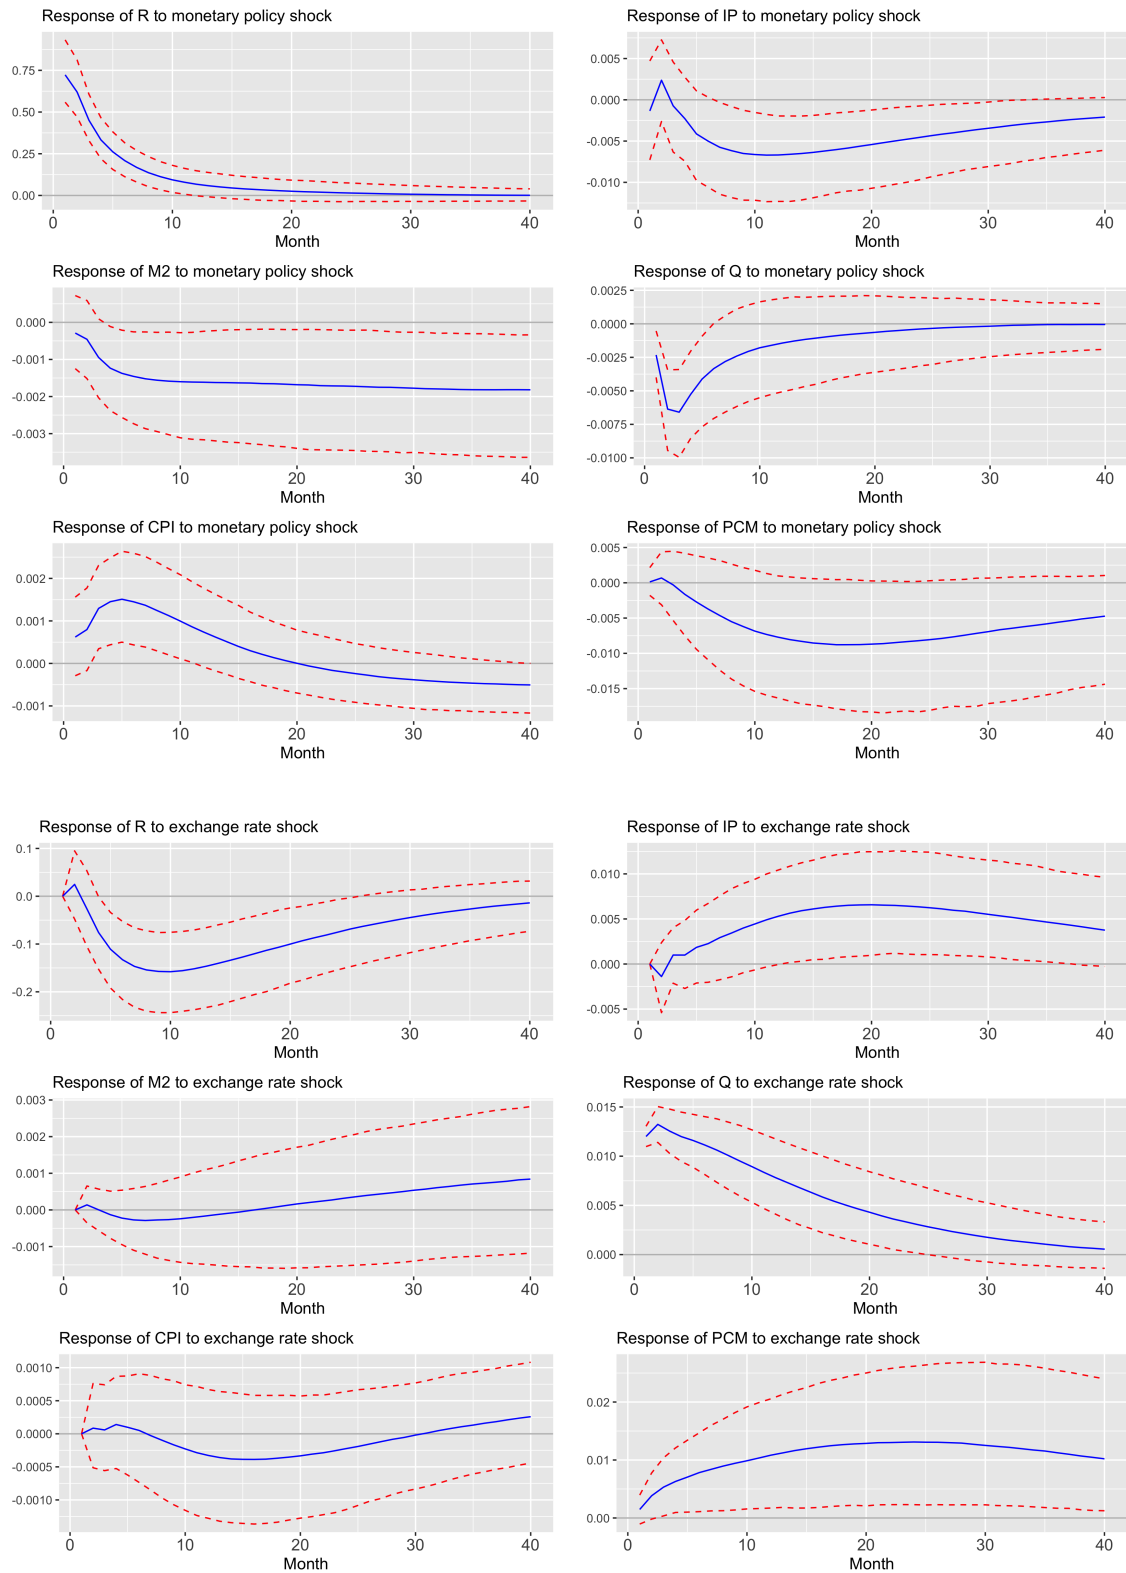 Response of R to monetary policy shock
0.75
0.50
0.25
0.00
0 10 20 30 40
Month
Response of IP to monetary policy shock
0.005
0.000
-0.005
-0.010
0 10 20 30 40
Month
Response of M2 to monetary policy shock
0.000
-0.001
-0.002
-0.003
0 10 20 30 40
Month
Response of Q to monetary policy shock
0.0025
0.0000
-0.0025
-0.0050
-0.0075
-0.0100
0 10 20 30 40
Month
Response of CPI to monetary policy shock
0.002
0.001
0.000
-0.001
0 10 20 30 40
Month
Response of PCM to monetary policy shock
0.005
0.000
-0.005
-0.010
-0.015
0 10 20 30 40
Month
Response of R to exchange rate shock
0.1
0.0
-0.1
-0.2
0 10 20 30 40
Month
Response of IP to exchange rate shock
0.010
0.005
0.000
-0.005
0 10 20 30 40
Month
Response of M2 to exchange rate shock
0.003
0.002
0.001
0.000
-0.001
0 10 20 30 40
Month
Response of Q to exchange rate shock
0.015
0.010
0.005
0.000
0 10 20 30 40
Month
Response of CPI to exchange rate shock
0.0010
0.0005
0.0000
-0.0005
-0.0010
0 10 20 30 40
Month
Response of PCM to exchange rate shock
0.02
0.01
0.00
0 10 20 30 40
Month